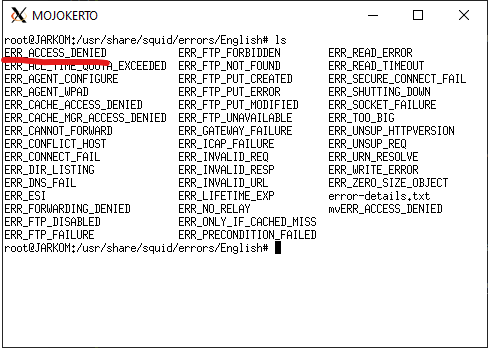 MOJOKERTO
root@JARKOM:/usr/share/squid/errors/English# ls
ERR_ACCESS_DENIED ERR_FTP_FORBIDDEN ERR_READ_ERROR
ERR_ACL_TIME_QUOTA_EXCEEDED ERR_FTP_NOT_FOUND ERR_READ_TIMEOUT
ERR_AGENT_CONFIGURE ERR_FTP_PUT_CREATED ERR_SECURE_CONNECT_FAIL
ERR_AGENT_WPAD ERR_FTP_PUT_ERROR ERR_SHUTTING_DOWN
ERR_CACHE_ACCESS_DENIED ERR_FTP_PUT_MODIFIED ERR_SOCKET_FAILURE
ERR_CACHE_MGR_ACCESS_DENIED ERR_FTP_UNAVAILABLE ERR_TOO_BIG
ERR_CANNOT_FORWARD ERR_GATEWAY_FAILURE ERR_UNSUP_HTTPVERSION
ERR_CONFLICT_HOST ERR_ICAP_FAILURE ERR_UNSUP_REQ
ERR_CONNECT_FAIL ERR_INVALID_REQ ERR_URN_RESOLVE
ERR_DIR_LISTING ERR_INVALID_RESP ERR_WRITE_ERROR
ERR_DNS_FAIL ERR_INVALID_URL ERR_ZERO_SIZE_OBJECT
ERR_ESI ERR_LIFETIME_EXP error-details.txt
ERR_FORWARDING_DENIED ERR_NO_RELAY mvERR_ACCESS_DENIED
ERR_FTP_DISABLED ERR_ONLY_IF_CACHED_MISS
ERR_FTP_FAILURE ERR_PRECONDITION_FAILED
root@JARKOM:/usr/share/squid/errors/English#